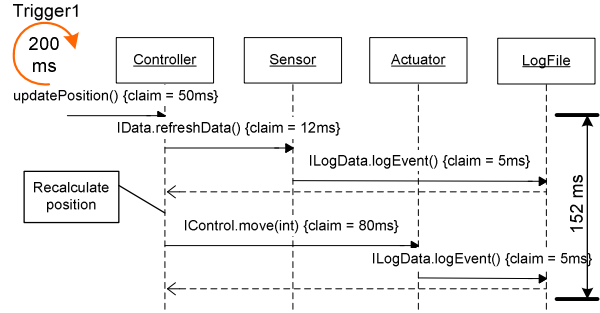 Trigger1
200
ms
Controller
Sensor
Actuator
LogFile
updatePosition() {claim = 50ms}
IData.refreshData() {claim = 12ms}
ILogData.logEvent() {claim = 5ms}
Recalculate
position
152 ms
IControl.move(int) {claim = 80ms}
ILogData.logEvent() {claim = 5ms}